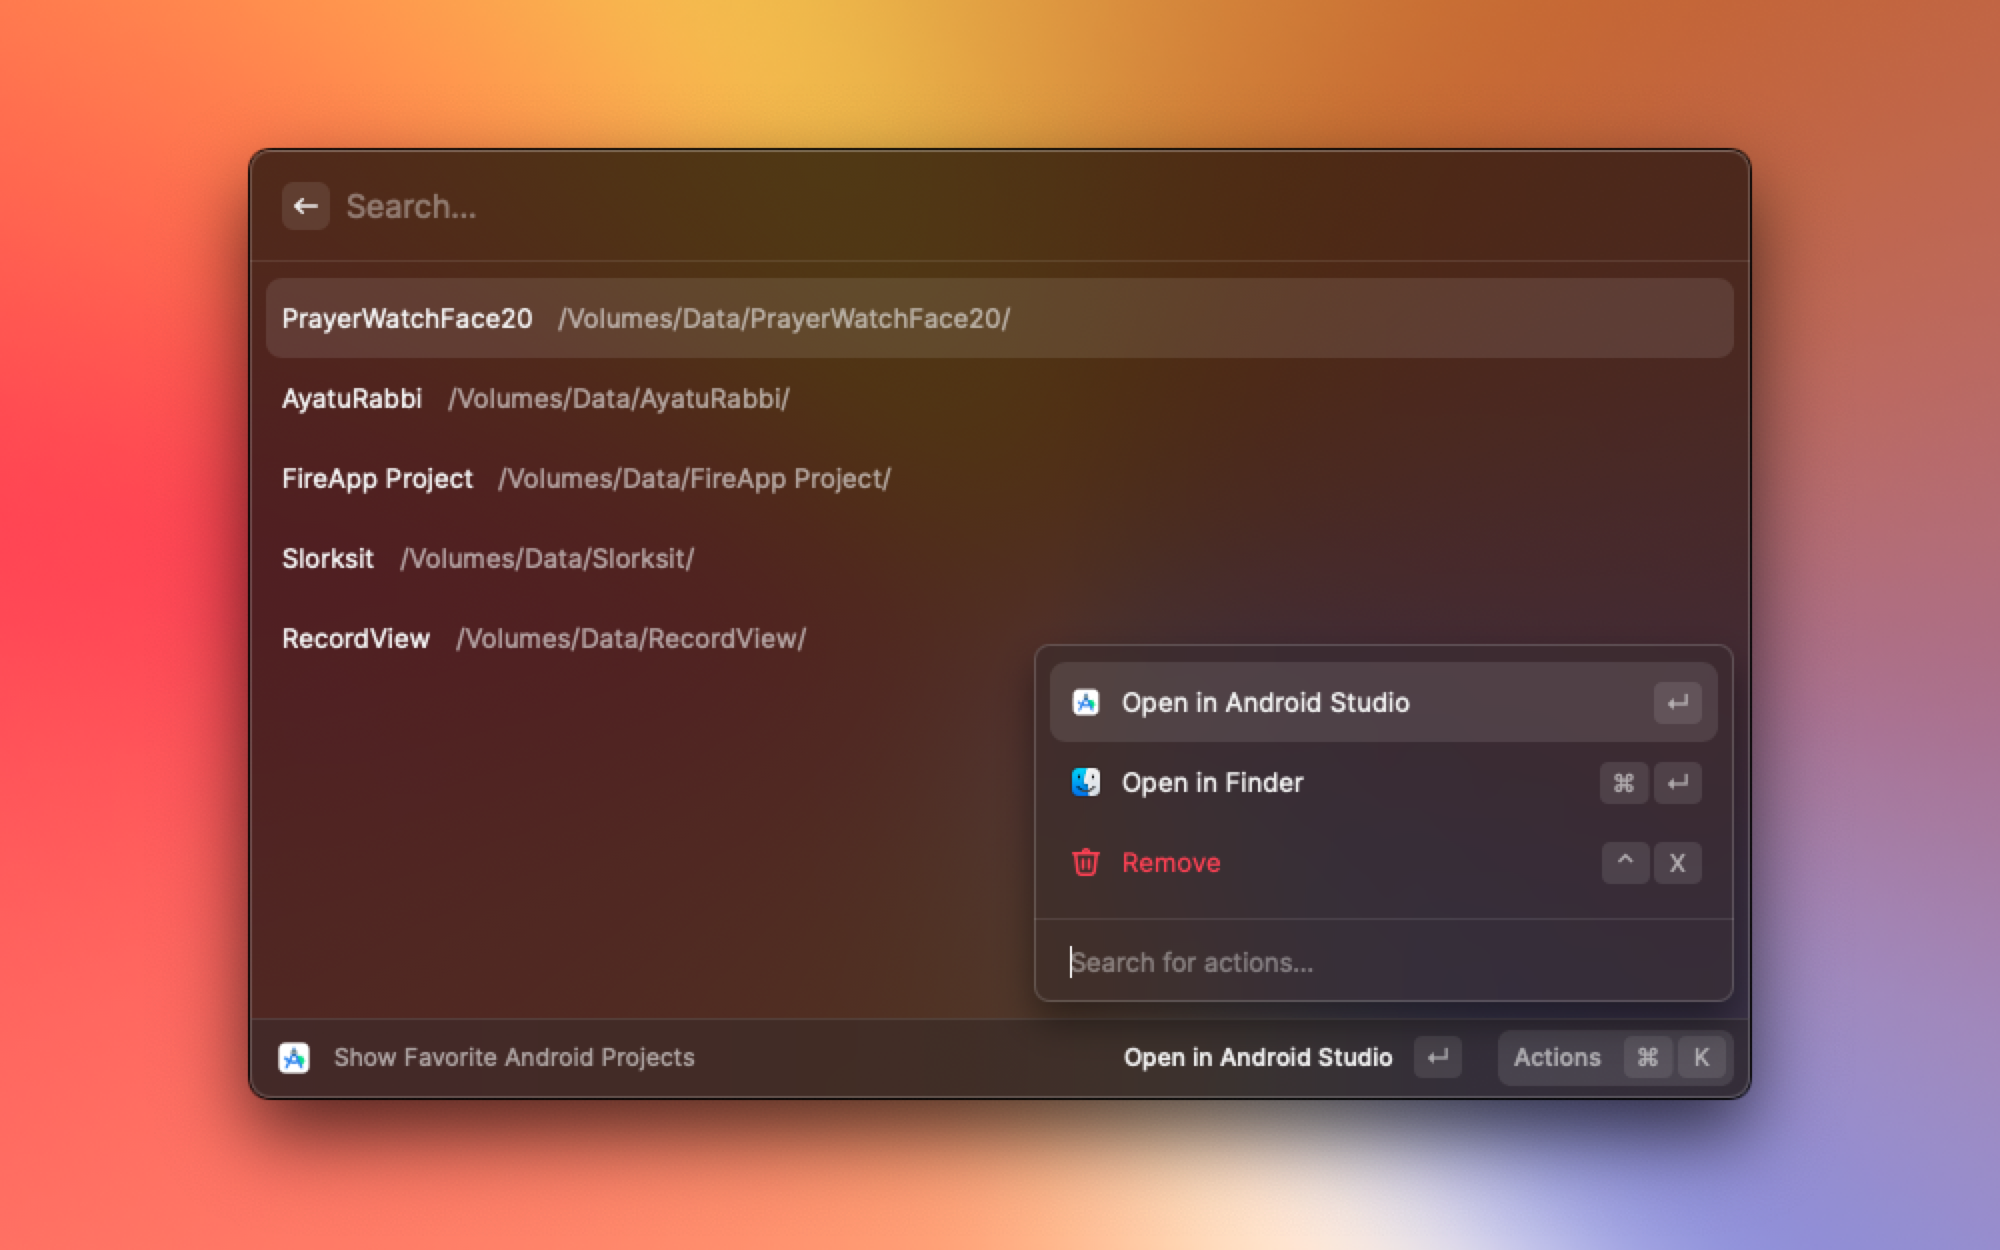 Search...
PrayerWatchFace20 /Volumes/Data/PrayerWatchFace20/
AyatuRabbi /Volumes/Data/AyatuRabbi/
FireApp Project /Volumes/Data/FireApp Project/
Slorksit /Volumes/Data/Slorksit/
RecordView /Volumes/Data/RecordView/
Open in Android Studio ↵
Open in Finder ⌘ ↵
Remove ^ X
Search for actions...
Show Favorite Android Projects Open in Android Studio ↵ Actions ⌘ K